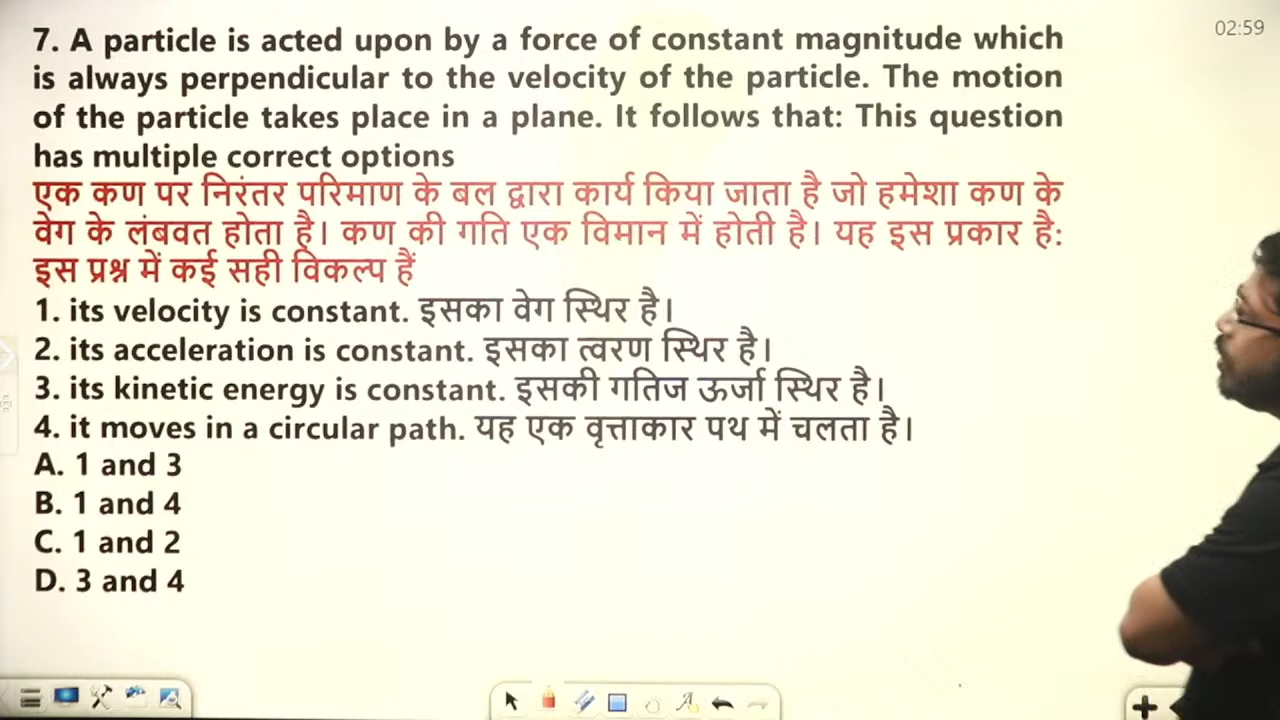 02:59
7. A particle is acted upon by a force of constant magnitude which
is always perpendicular to the velocity of the particle. The motion
of the particle takes place in a plane. It follows that: This question
has multiple correct options
एक कण पर निरंतर परिमाण के बल द्वारा कार्य किया जाता है जो हमेशा कण के
वेग के लंबवत होता है। कण की गति एक विमान में होती है। यह इस प्रकार है:
इस प्रश्न में कई सही विकल्प हैं
1. its velocity is constant. इसका वेग स्थिर है।
2. its acceleration is constant. इसका त्वरण स्थिर है।
3. its kinetic energy is constant. इसकी गतिज ऊर्जा स्थिर है।
4. it moves in a circular path. यह एक वृत्ताकार पथ में चलता है।
A. 1 and 3
B. 1 and 4
C. 1 and 2
D. 3 and 4